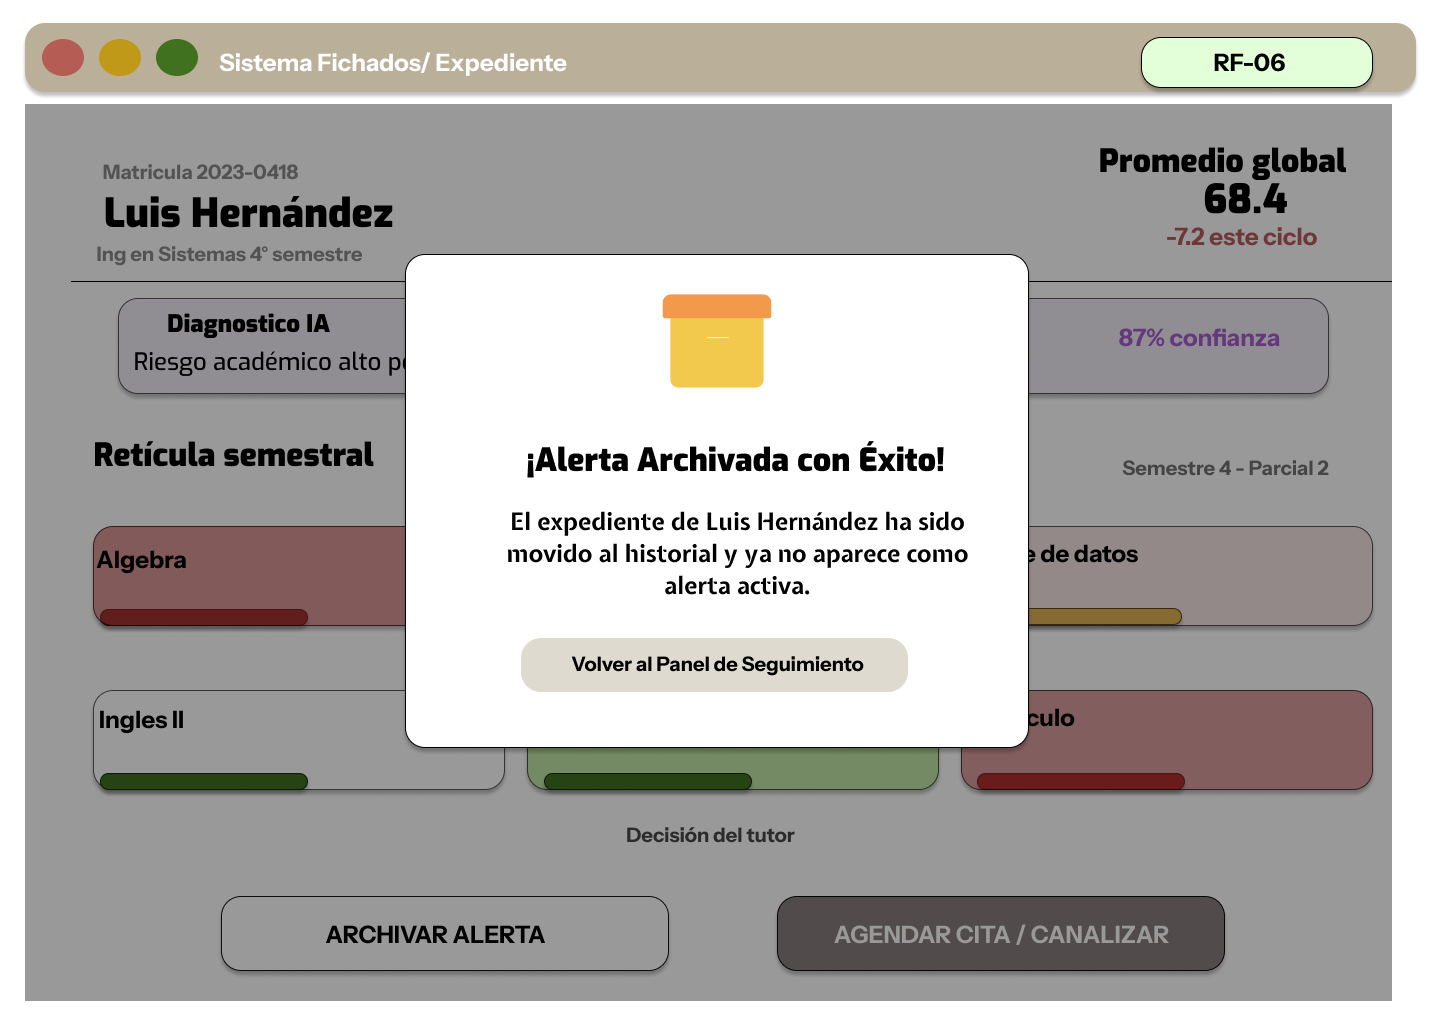 Sistema Fichados/ Expediente
RF-06
Matricula 2023-0418
Luis Hernández
Ing en Sistemas 4° semestre
Promedio global
68.4
-7.2 este ciclo
Diagnostico IA
Riesgo académico alto
87% confianza
Retícula semestral
Semestre 4 - Parcial 2
¡Alerta Archivada con Éxito!
El expediente de Luis Hernández ha sido
movido al historial y ya no aparece como
alerta activa.
Volver al Panel de Seguimiento
Algebra
de datos
Ingles II
Decisión del tutor
ARCHIVAR ALERTA
AGENDAR CITA / CANALIZAR